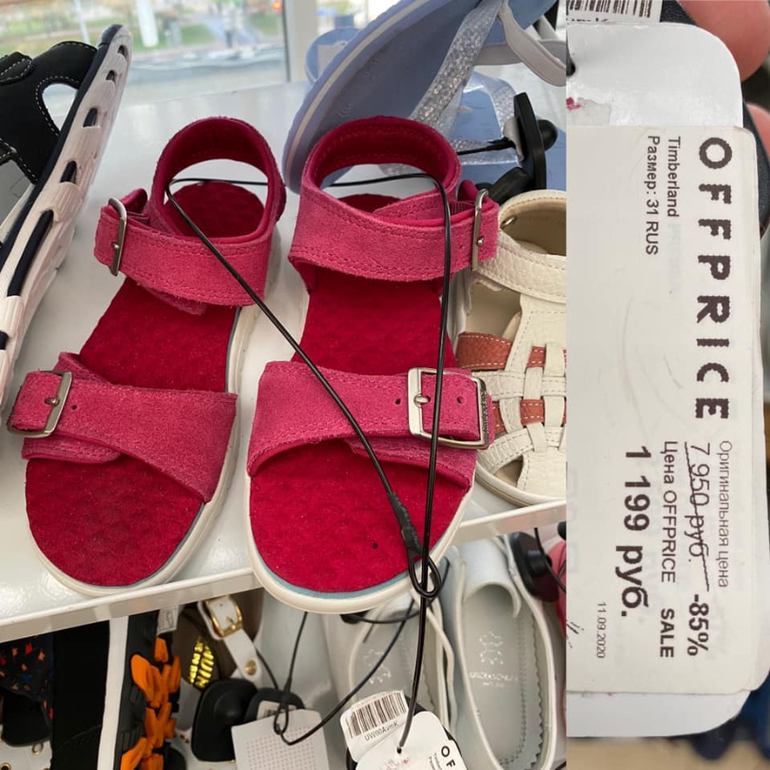 OFFPRICE
Timberland
Размер: 31 RUS
Оригинальная цена
7 950 руб. -85%
Цена OFFPRICE SALE
1 199 руб.
11.09.2020
OFF